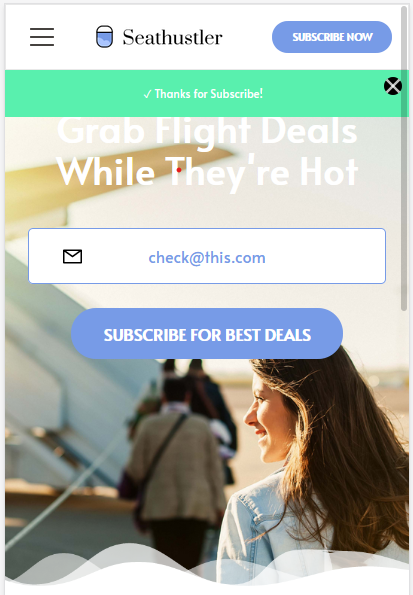 Seathustler
SUBSCRIBE NOW
✓ Thanks for Subscribe!
Grab Flight Deals
While They're Hot
check@this.com
SUBSCRIBE FOR BEST DEALS